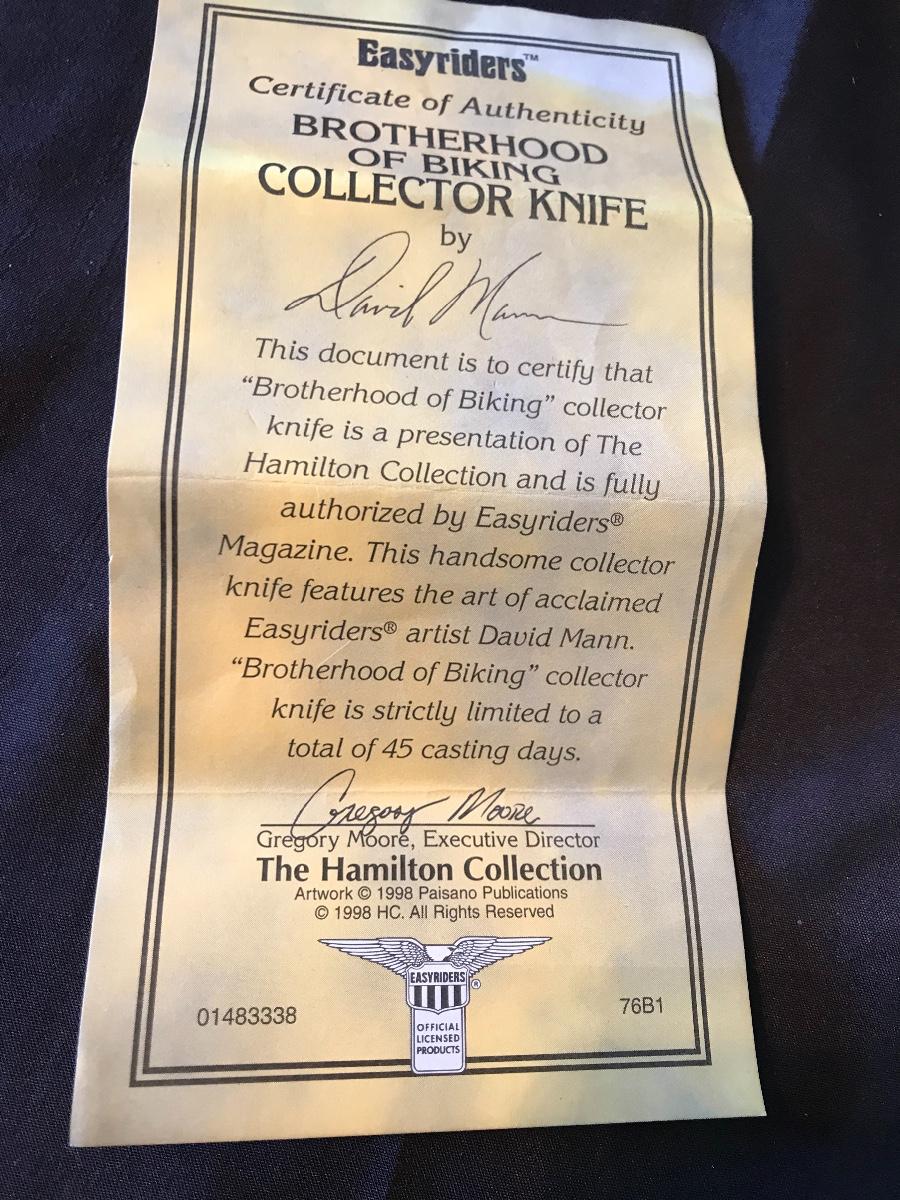 Easyriders™
Certificate of Authenticity
BROTHERHOOD
OF BIKING
COLLECTOR KNIFE
by
David Mann
This document is to certify that
“Brotherhood of Biking” collector
knife is a presentation of The
Hamilton Collection and is fully
authorized by Easyriders®
Magazine. This handsome collector
knife features the art of acclaimed
Easyriders® artist David Mann.
“Brotherhood of Biking” collector
knife is strictly limited to a
total of 45 casting days.
Gregory Moore
Gregory Moore, Executive Director
The Hamilton Collection
Artwork © 1998 Paisano Publications
© 1998 HC. All Rights Reserved
EASYRIDERS ®
OFFICIAL
LICENSED
PRODUCTS
01483338
76B1